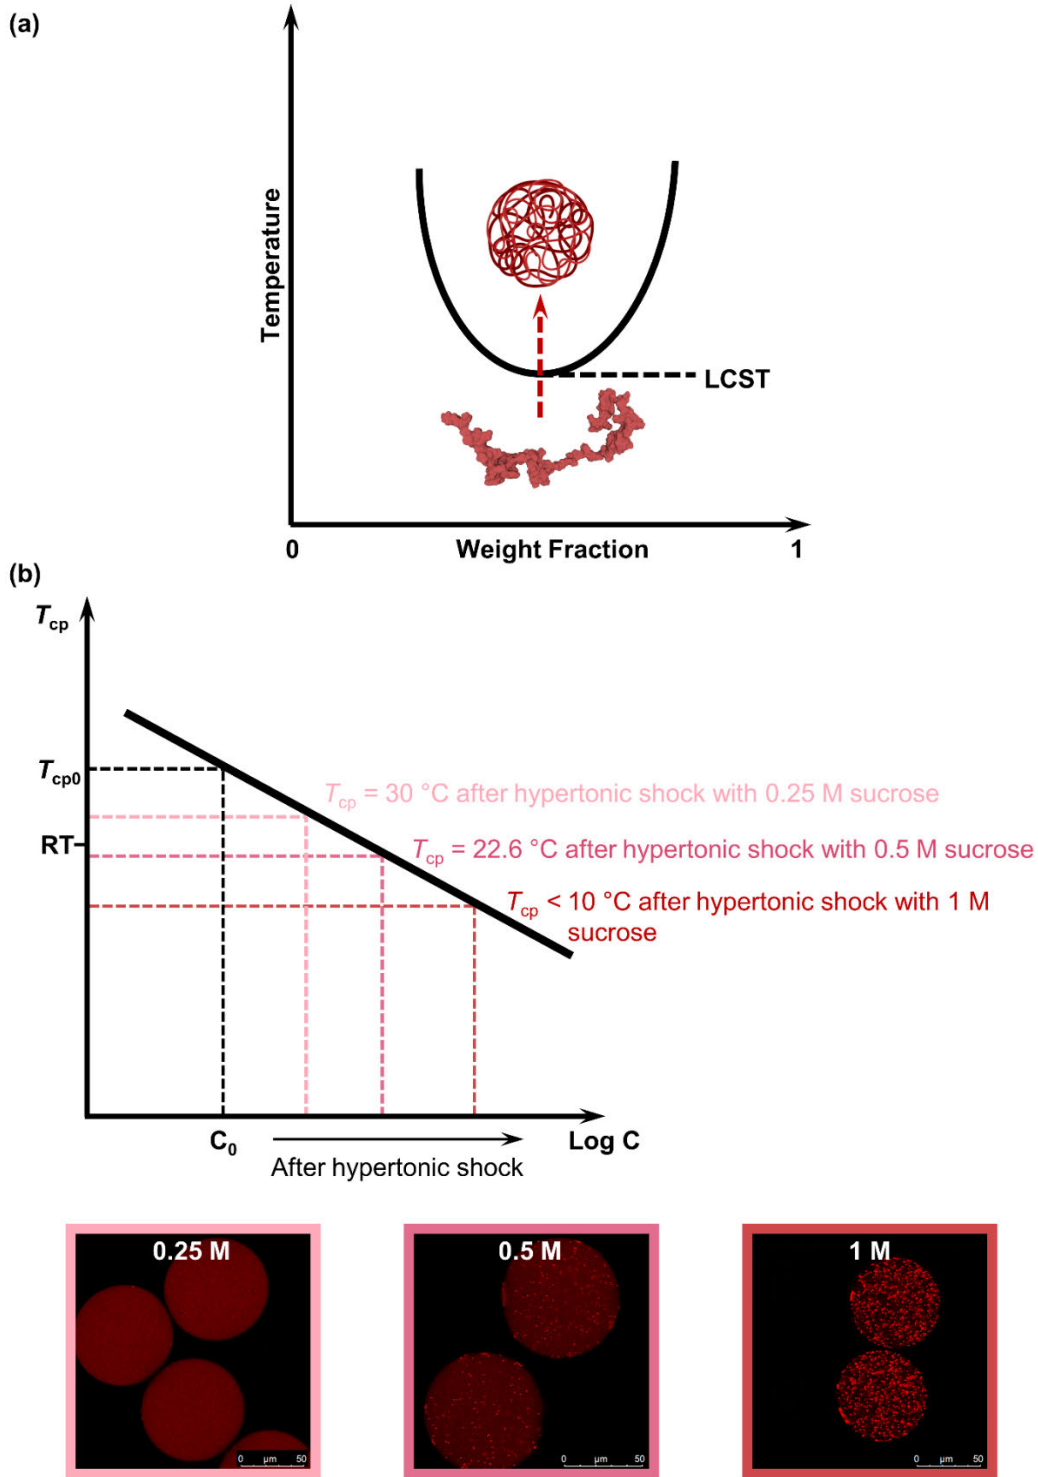 (a)
Temperature
LCST
0
Weight Fraction
1
(b)
Tcp
Tcp0
Tcp = 30 °C after hypertonic shock with 0.25 M sucrose
RT
Tcp = 22.6 °C after hypertonic shock with 0.5 M sucrose
Tcp < 10 °C after hypertonic shock with 1 M
sucrose
C0
Log C
After hypertonic shock
0.25 M
0.5 M
1 M
0 µm 50
0 µm 50
0 µm 50